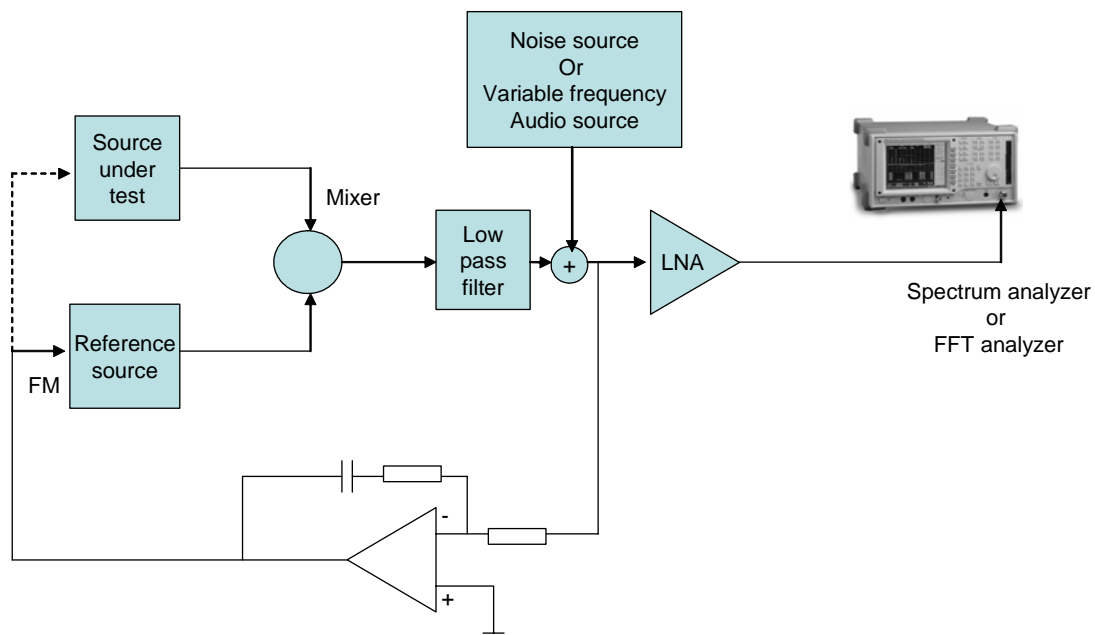 Noise source
Or
Variable frequency
Audio source
Source
under
test
Mixer
Low
pass
filter
+
LNA
Spectrum analyzer
or
FFT analyzer
Reference
source
FM
-
+